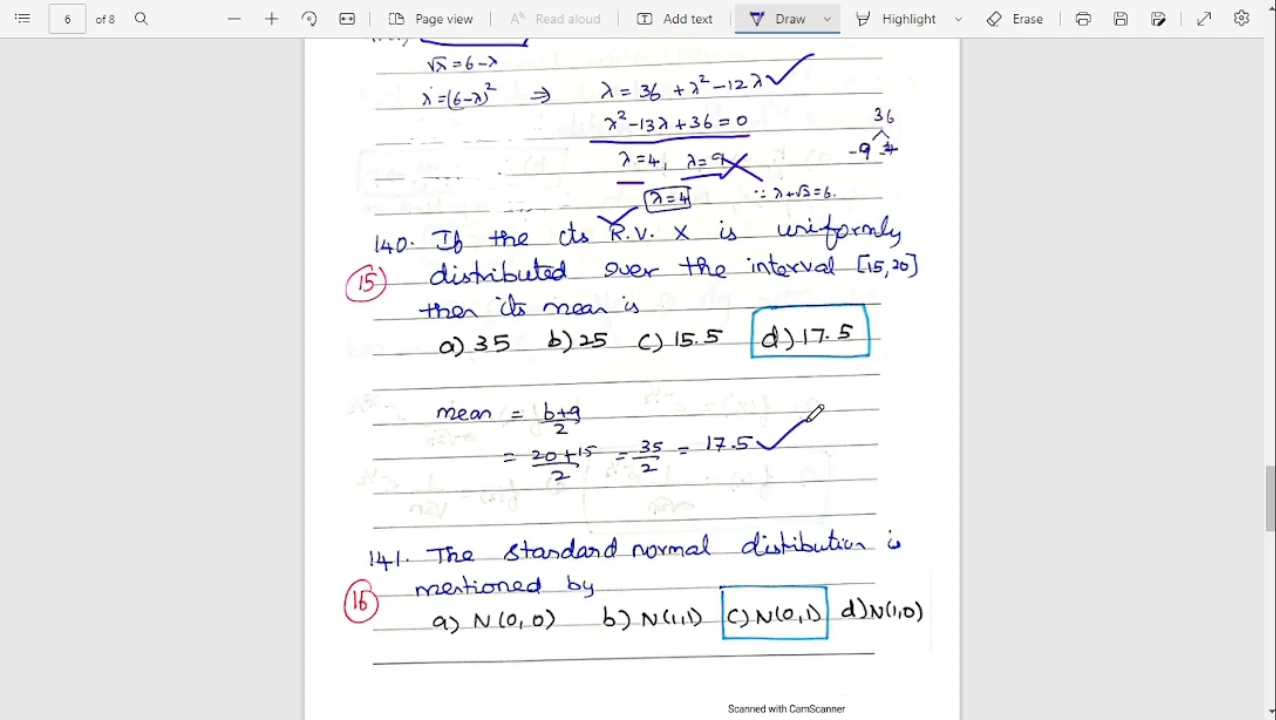 6 of 8 Page view Read aloud Add text Draw Highlight Erase
√λ = 6-λ
λ = (6-λ)² ⇒ λ = 36 + λ² - 12λ
λ² - 13λ + 36 = 0 36
λ = 4, λ = 9 -9 -4
λ = 4 ∵ λ + √λ = 6.
140. If the cts R.V. X is uniformly
15 distributed over the interval [15,20]
then its mean is
a) 35 b) 25 c) 15.5 d) 17.5
mean = b+a/2
= 20+15/2 = 35/2 = 17.5
141. The standard normal distibution is
16 mentioned by
a) N(0,0) b) N(1,1) c) N(0,1) d) N(1,0)
Scanned with CamScanner